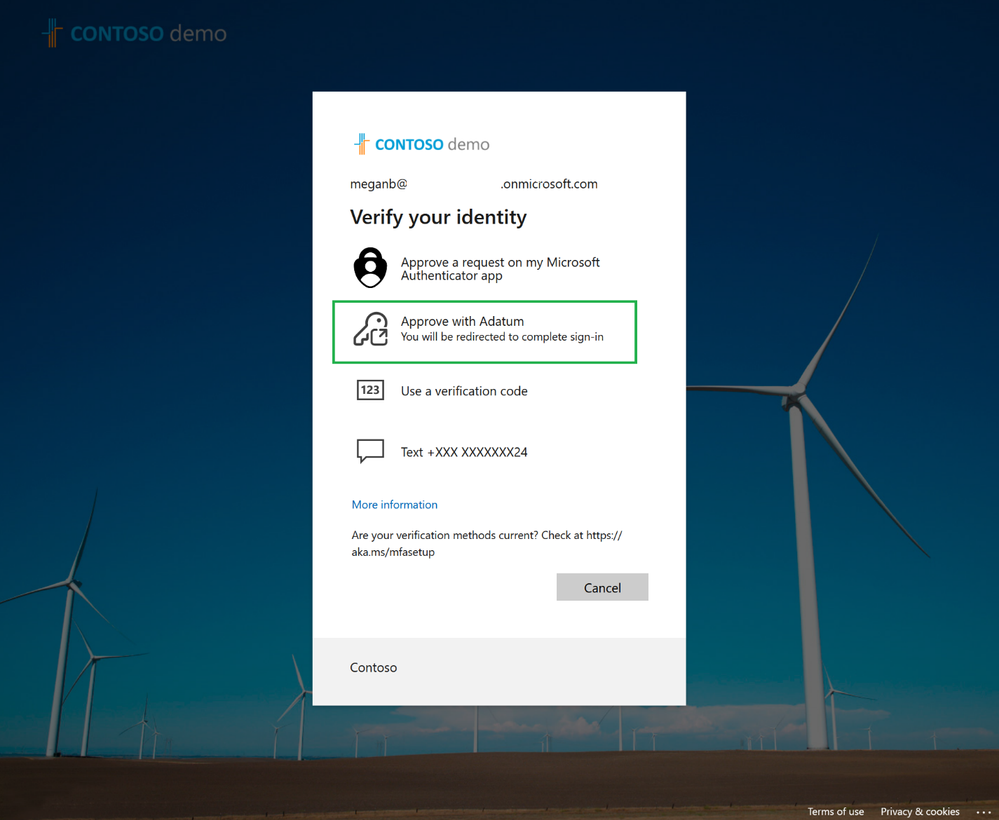 CONTOSO demo
CONTOSO demo
meganb@ .onmicrosoft.com
Verify your identity
Approve a request on my Microsoft
Authenticator app
Approve with Adatum
You will be redirected to complete sign-in
123
Use a verification code
Text +XXX XXXXXXX24
More information
Are your verification methods current? Check at https://
aka.ms/mfasetup
Cancel
Contoso
Terms of use Privacy & cookies ...